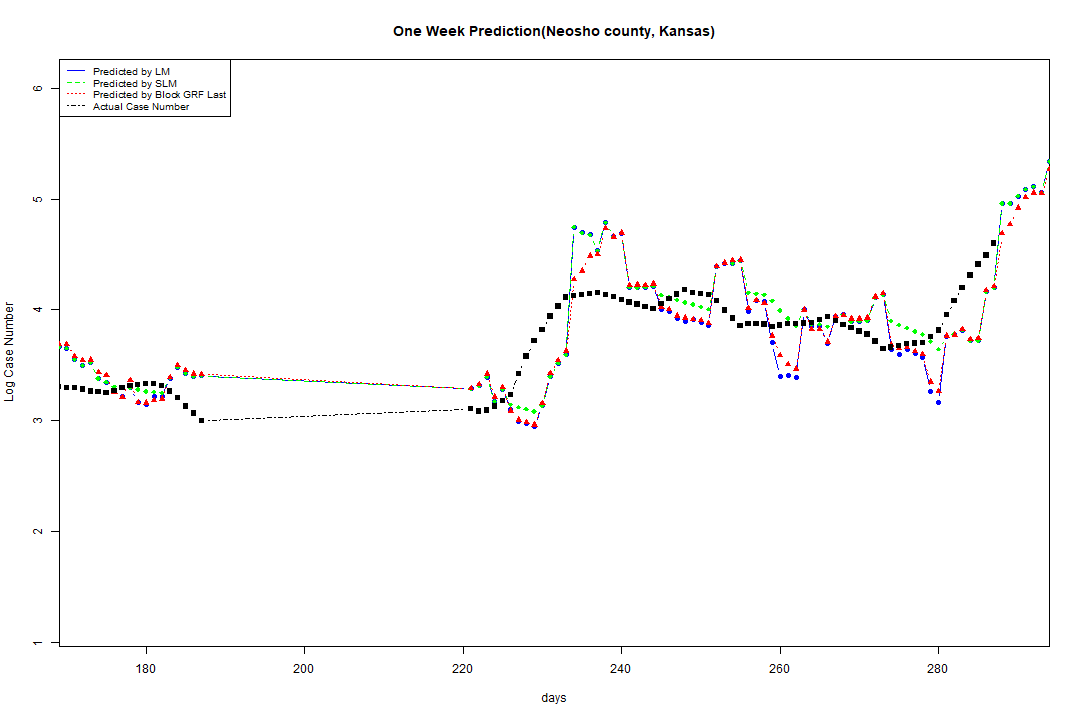 One Week Prediction(Neosho county, Kansas)
Predicted by LM
Predicted by SLM
Predicted by Block GRF Last
Actual Case Number
6
5
4
3
2
1
Log Case Number
180
200
220
240
260
280
days